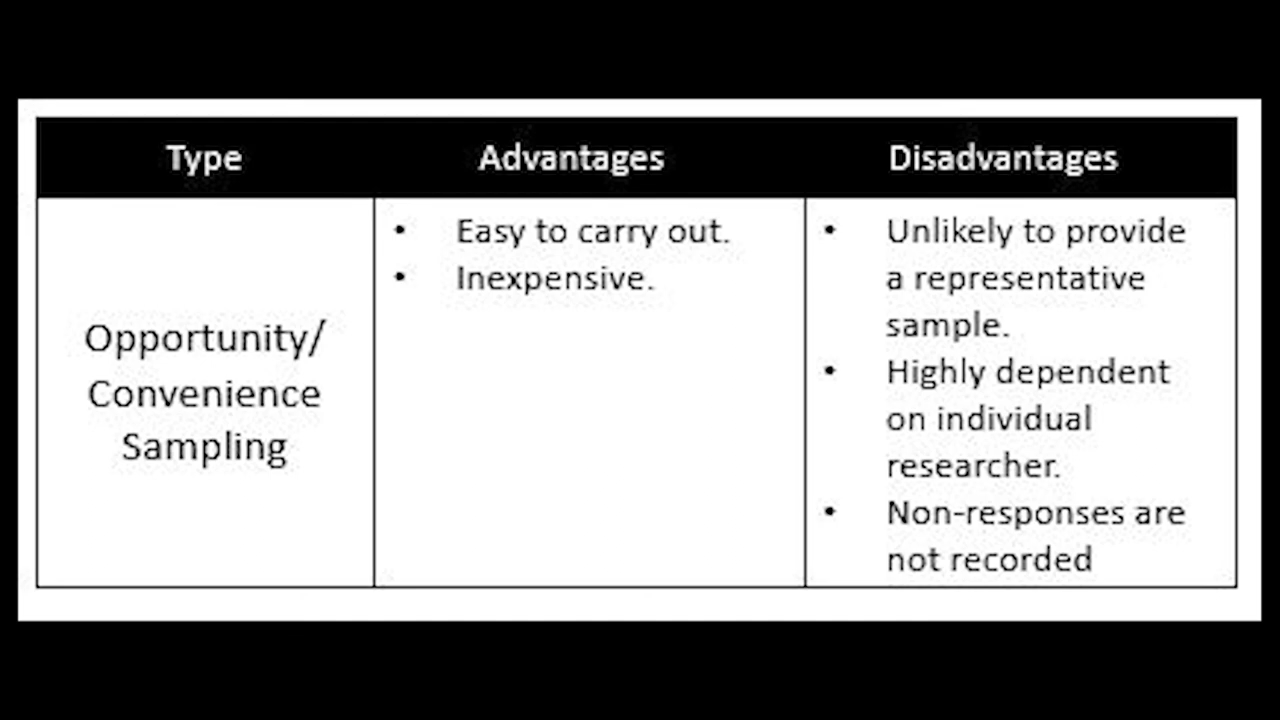 Type
Advantages
Disadvantages
Opportunity/
Convenience
Sampling
• Easy to carry out.
• Inexpensive.
• Unlikely to provide
a representative
sample.
• Highly dependent
on individual
researcher.
• Non-responses are
not recorded